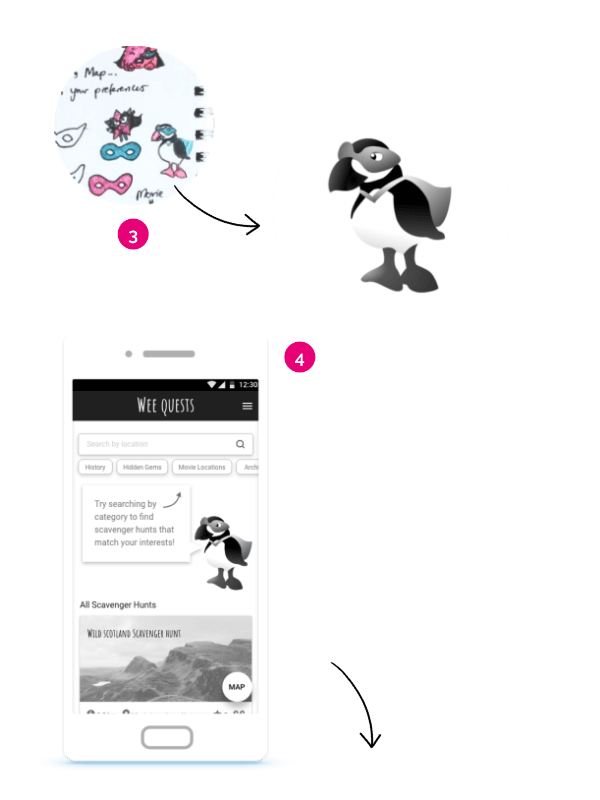 , Map...
, your preferences
Movie
3
4
12:30
Wee quests
Search by location
History
Hidden Gems
Movie Locations
Archi
Try searching by
category to find
scavenger hunts that
match your interests!
All Scavenger Hunts
Wild scotland Scavenger hunt
MAP